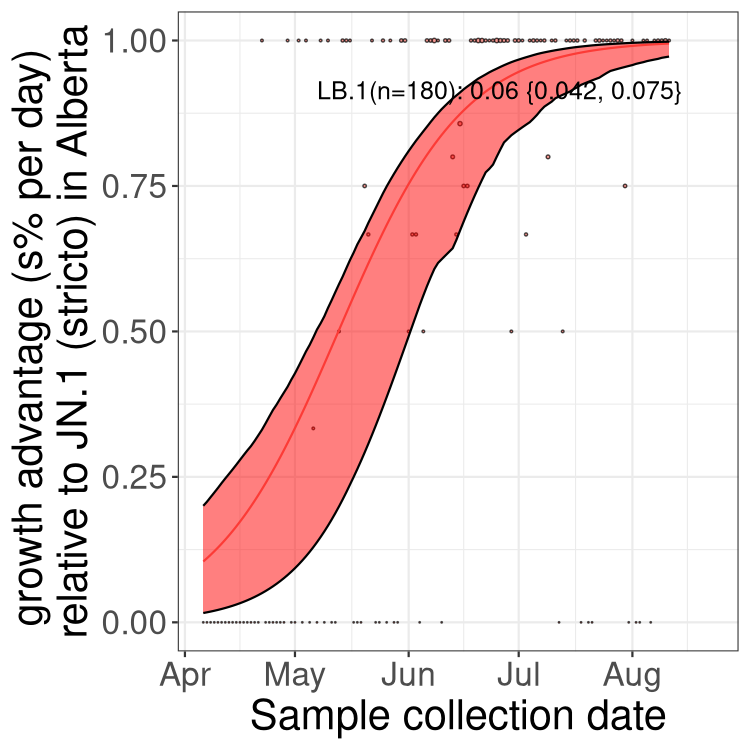 growth advantage (s% per day)
relative to JN.1 (stricto) in Alberta
1.00
0.75
0.50
0.25
0.00
LB.1(n=180): 0.06 {0.042, 0.075}
Apr May Jun Jul Aug
Sample collection date